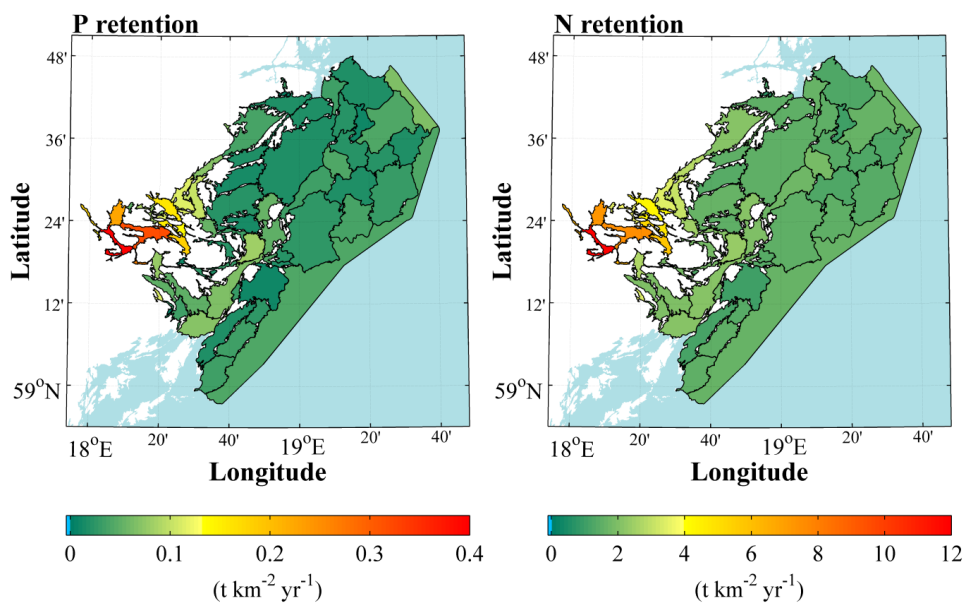 P retention
N retention
48'
36'
24'
12'
59°N
Latitude
18°E
20'
40'
19°E
20'
40'
Longitude
48'
36'
24'
12'
59°N
Latitude
18°E
20'
40'
19°E
20'
40'
Longitude
0 0.1 0.2 0.3 0.4
(t km⁻² yr⁻¹)
0 2 4 6 8 10 12
(t km⁻² yr⁻¹)